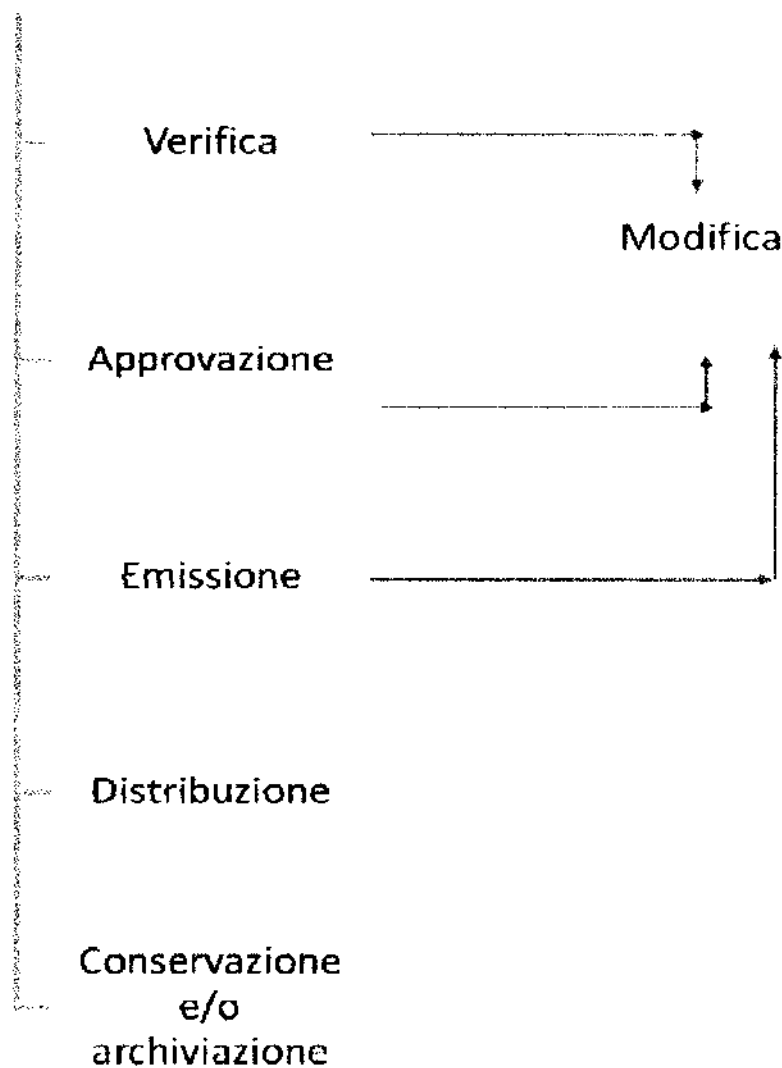 Verifica
Modifica
Approvazione
Emissione
Distribuzione
Conservazione
e/o
archiviazione